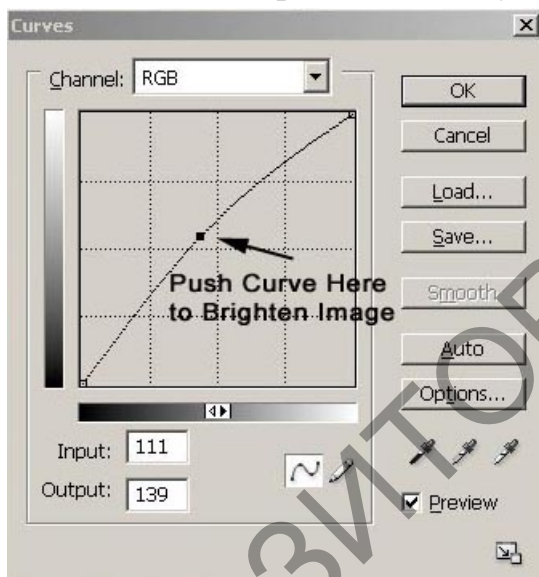 Curves
Channel: RGB
OK
Cancel
Load...
Save...
Push Curve Here
to Brighten Image
Smooth
Auto
Options...
Input: 111
Output: 139
Preview